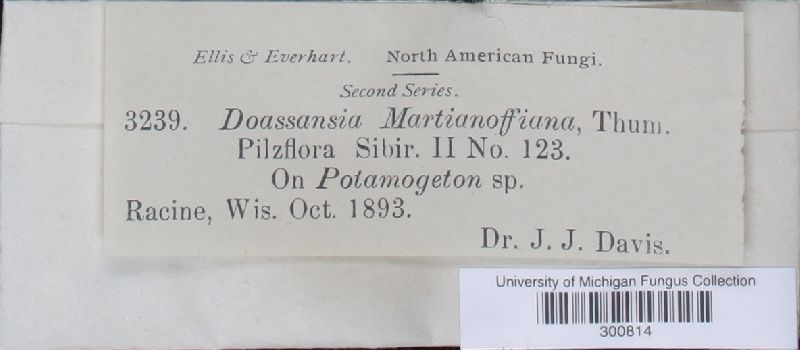 Ellis & Everhart. North American Fungi.
Second Series.
3239. Doassansia Martianoffiana, Thum.
Pilzflora Sibir. II No. 123.
On Potamogeton sp.
Racine, Wis. Oct. 1893.
Dr. J. J. Davis.
University of Michigan Fungus Collection
300814